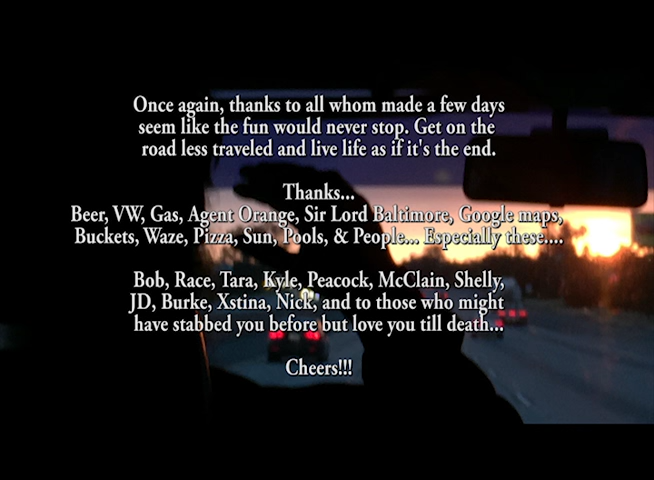 Once again, thanks to all whom made a few days
seem like the fun would never stop. Get on the
road less traveled and live life as if it's the end.
Thanks...
Beer, VW, Gas, Agent Orange, Sir Lord Baltimore, Google maps,
Buckets, Waze, Pizza, Sun, Pools, & People... Especially these....
Bob, Race, Tara, Kyle, Peacock, McClain, Shelly,
JD, Burke, Xstina, Nick, and to those who might
have stabbed you before but love you till death...
Cheers!!!